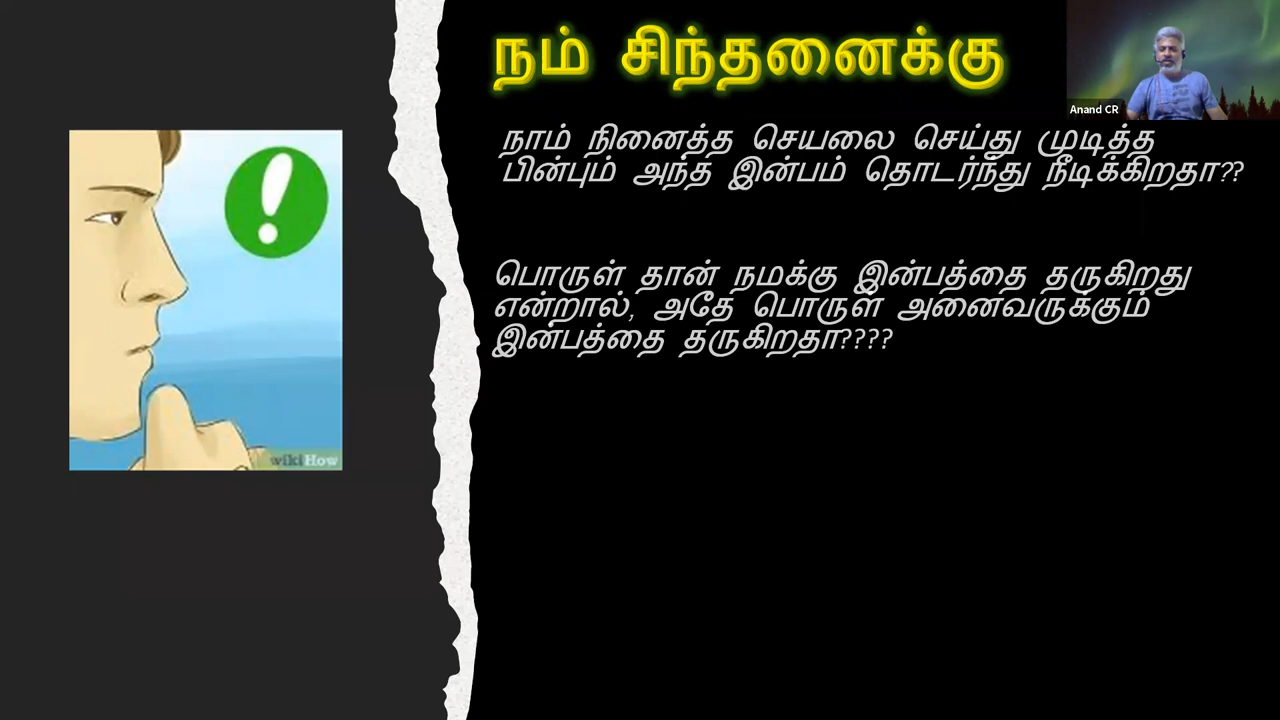 நம் சிந்தனைக்கு
Anand CR
நாம் நினைத்த செயலை செய்து முடித்த
பின்பும் அந்த இன்பம் தொடர்ந்து நீடிக்கிறதா??
பொருள் தான் நமக்கு இன்பத்தை தருகிறது
என்றால், அதே பொருள் அனைவருக்கும்
இன்பத்தை தருகிறதா????
wikiHow